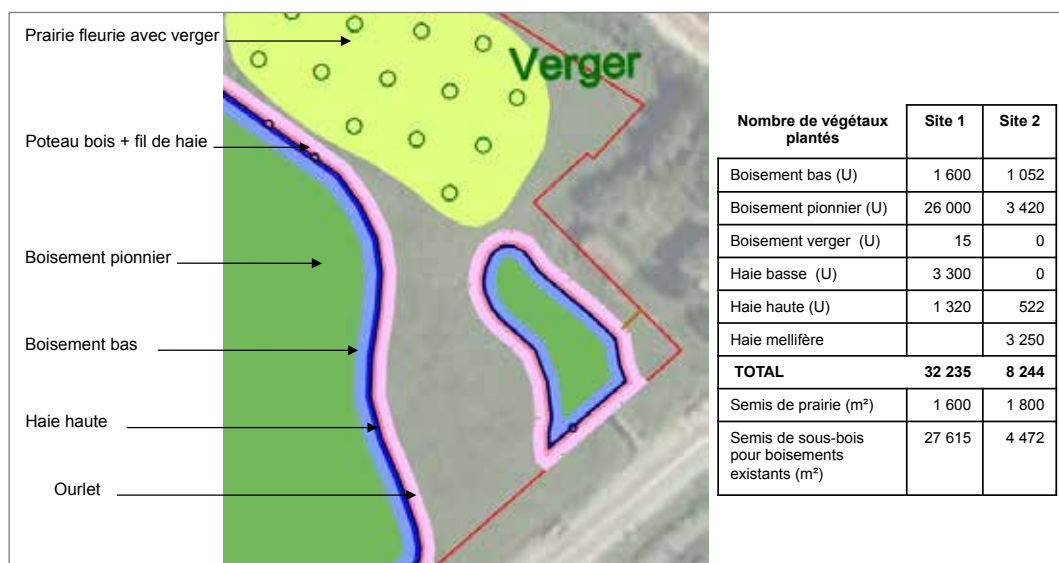 Prairie fleurie avec verger
Poteau bois + fil de haie
Boisement pionnier
Boisement bas
Haie haute
Ourlet
Verger
Nombre de végétaux plantés Site 1 Site 2
Boisement bas (U) 1 600 1 052
Boisement pionnier (U) 26 000 3 420
Boisement verger (U) 15 0
Haie basse (U) 3 300 0
Haie haute (U) 1 320 522
Haie mellifère 3 250
TOTAL 32 235 8 244
Semis de prairie (m²) 1 600 1 800
Semis de sous-bois 27 615 4 472
pour boisements
existants (m²)